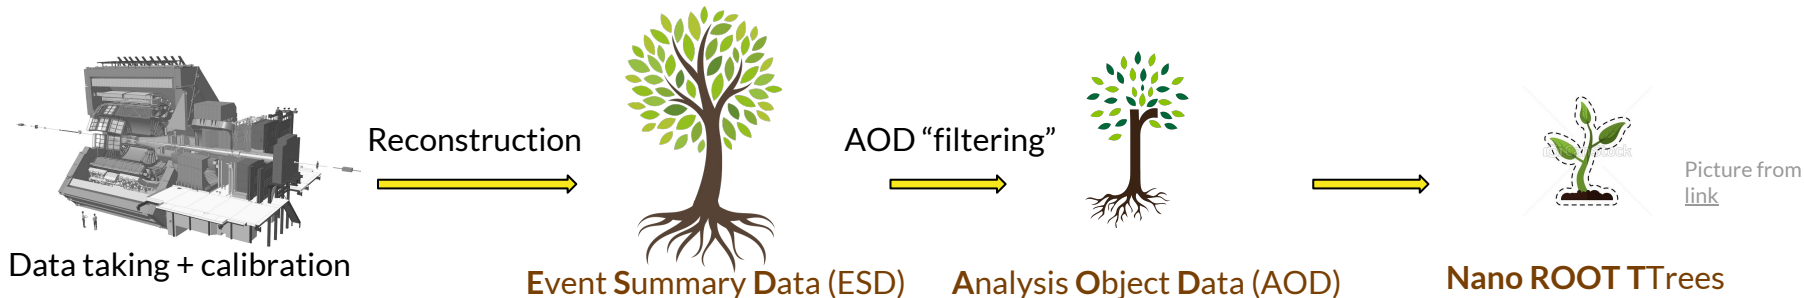 Reconstruction
AOD “filtering”
Picture from
link
Data taking + calibration
Event Summary Data (ESD)
Analysis Object Data (AOD)
Nano ROOT TTrees